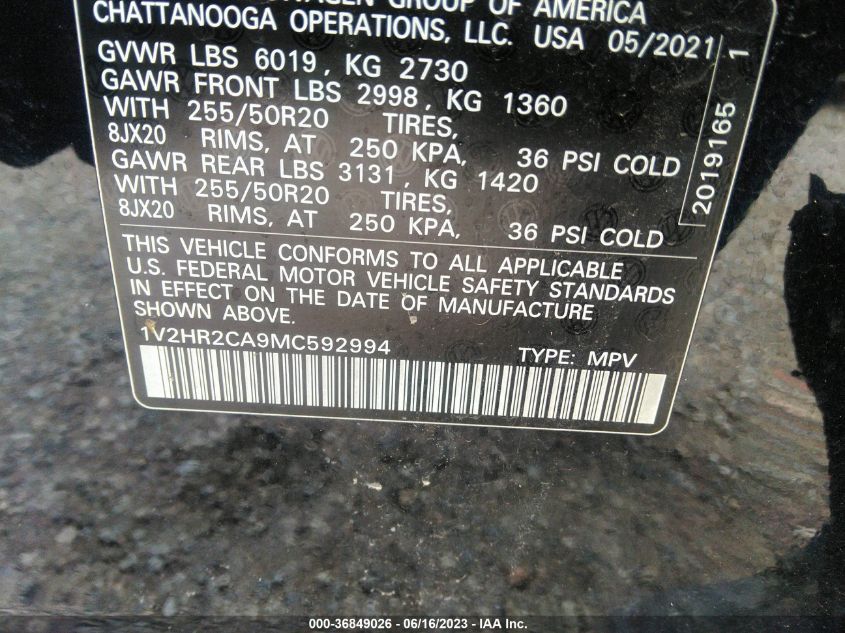 GROUP OF AMERICA
CHATTANOOGA OPERATIONS, LLC. USA 05/2021
GVWR LBS 6019, KG 2730
GAWR FRONT LBS 2998, KG 1360
WITH 255/50R20 TIRES,
8JX20 RIMS, AT 250 KPA, 36 PSI COLD
GAWR REAR LBS 3131, KG 1420
WITH 255/50R20 TIRES,
8JX20 RIMS, AT 250 KPA, 36 PSI COLD
2019165 1
THIS VEHICLE CONFORMS TO ALL APPLICABLE
U.S. FEDERAL MOTOR VEHICLE SAFETY STANDARDS
IN EFFECT ON THE DATE OF MANUFACTURE
SHOWN ABOVE.
1V2HR2CA9MC592994 TYPE: MPV
000-36849026 - 06/16/2023 - IAA Inc.